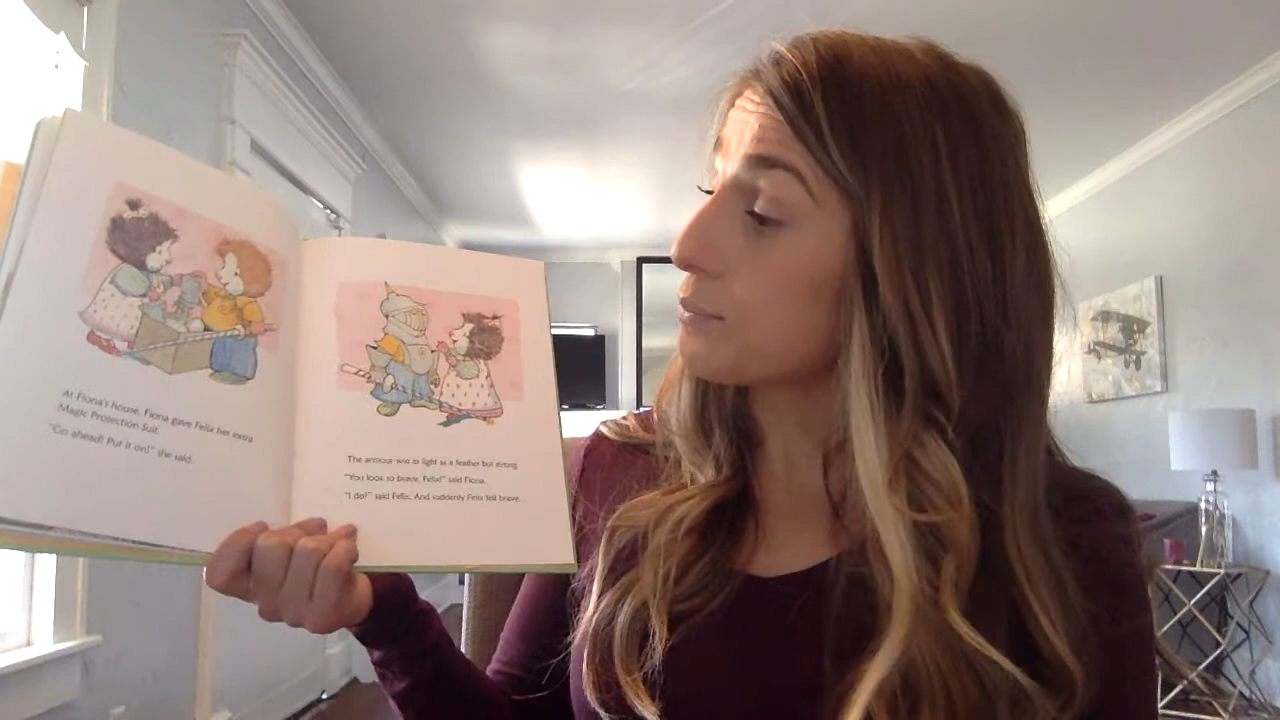 At Fiona's house, Fiona gave Felix her extra
Magic Protection Suit.
"Go ahead! Put it on!" she said.
The armour was as light as a feather but strong.
"You look so brave, Felix!" said Fiona.
"I do?" said Felix. And suddenly Felix felt brave.